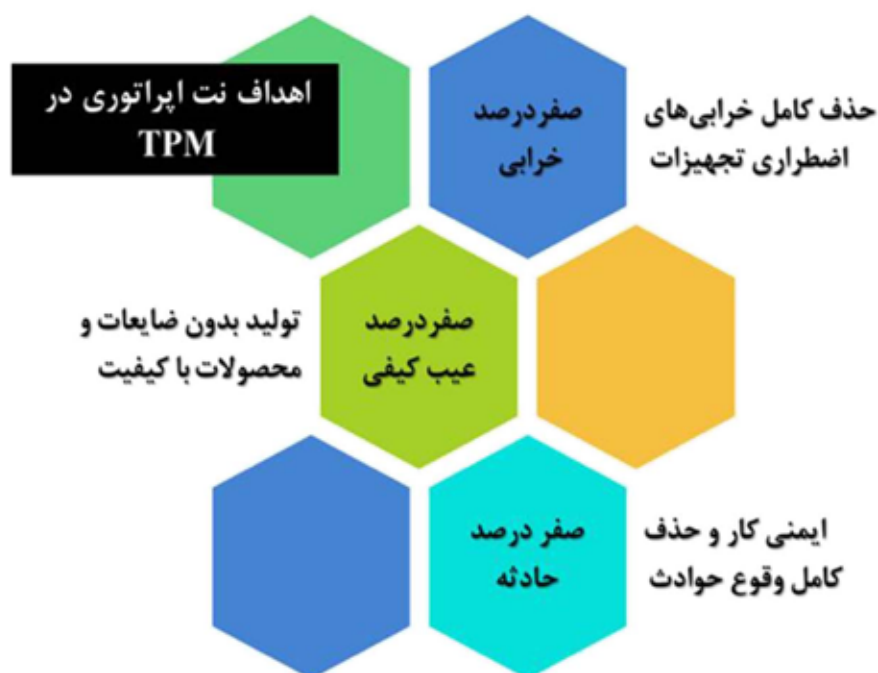 اهداف نت اپراتوری در
TPM
صفردرصد
خرابی
حذف کامل خرابی‌های
اضطراری تجهیزات
صفردرصد
عیب کیفی
تولید بدون ضایعات و
محصولات با کیفیت
صفر درصد
حادثه
ایمنی کار و حذف
کامل وقوع حوادث